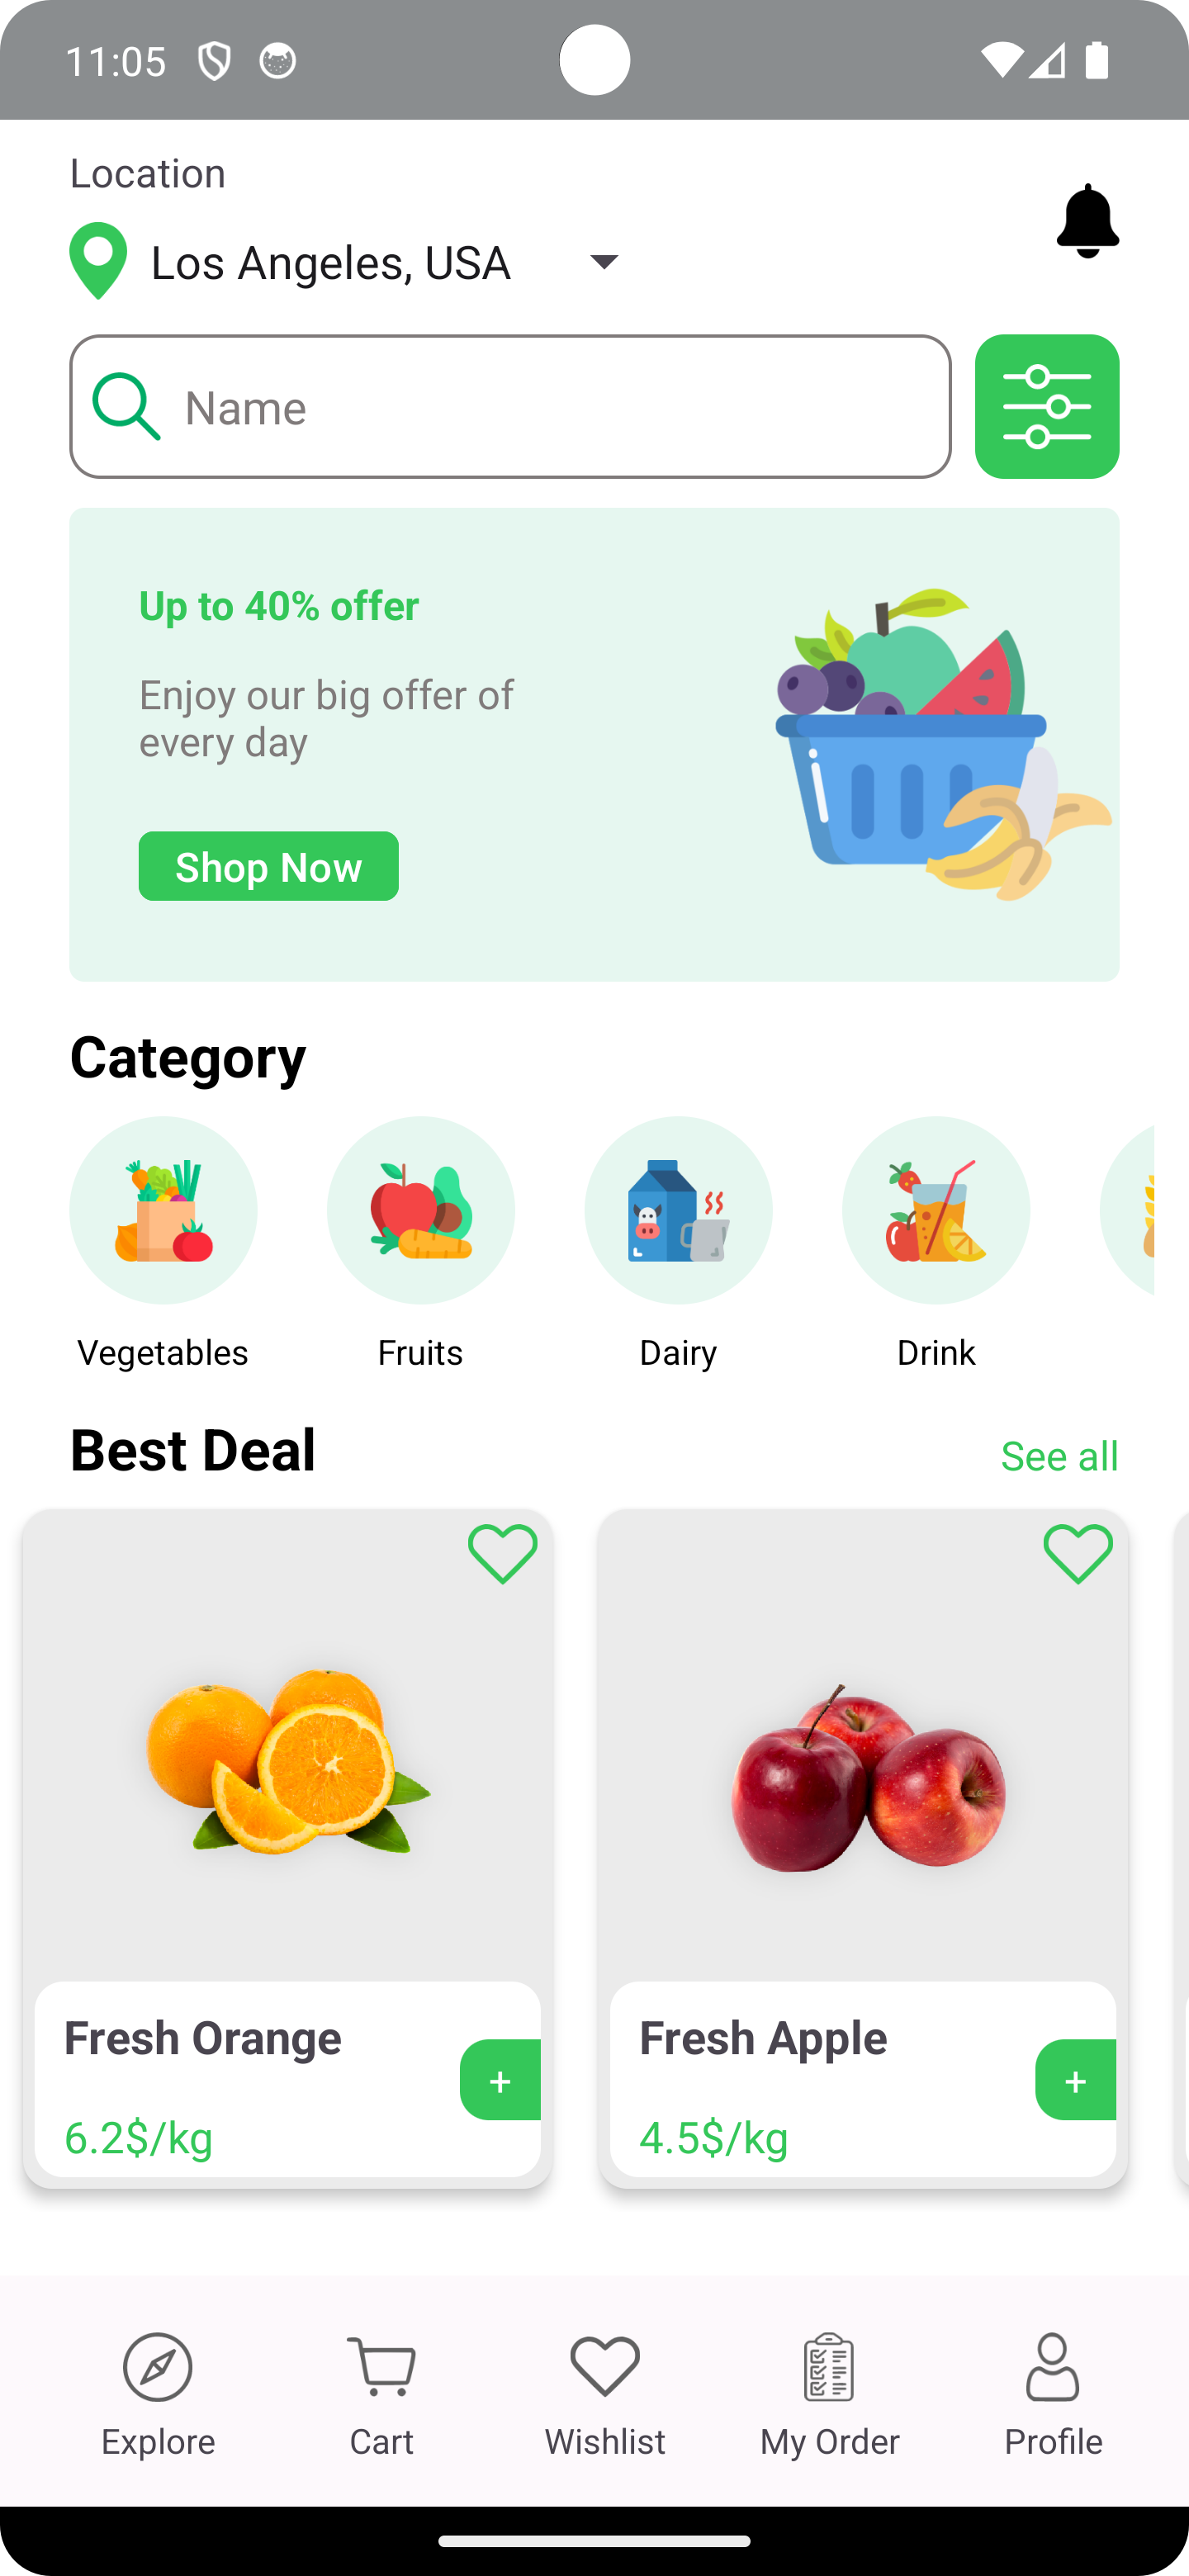 11:05
Location
Los Angeles, USA
Name
Up to 40% offer
Enjoy our big offer of
every day
Shop Now
Category
Vegetables
Fruits
Dairy
Drink
Best Deal
See all
Fresh Orange
+
6.2$/kg
Fresh Apple
+
4.5$/kg
Explore
Cart
Wishlist
My Order
Profile